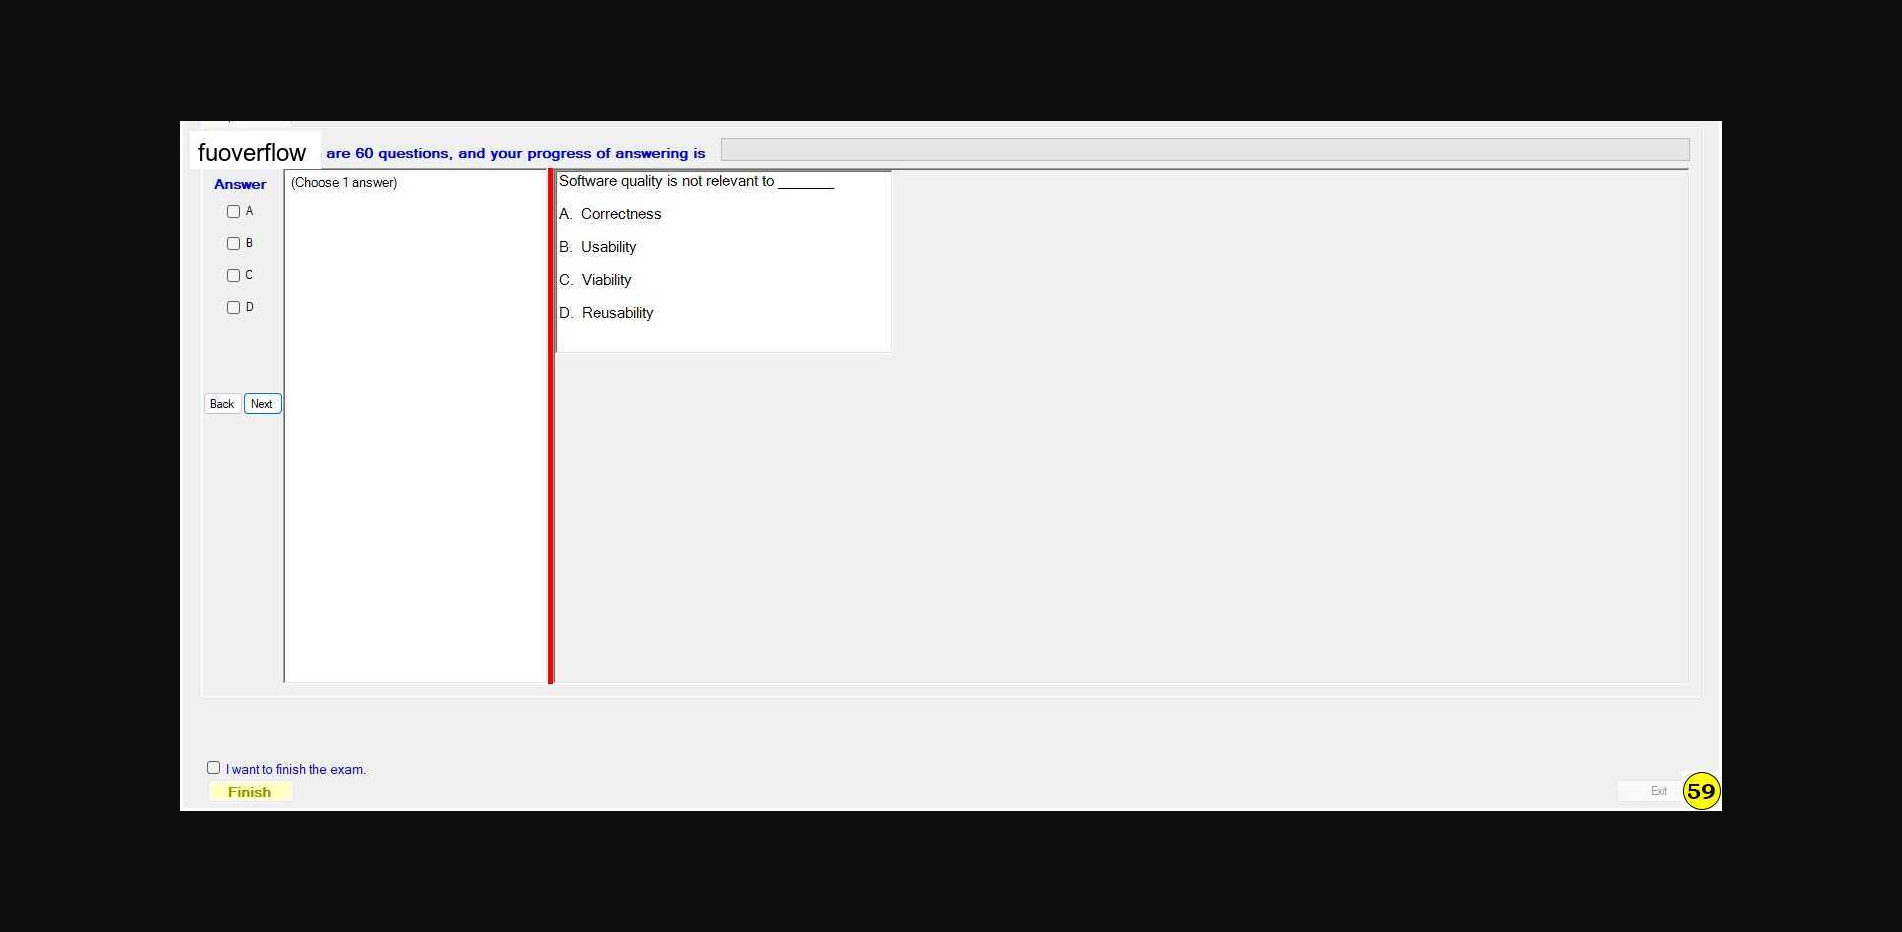 fuoverflow are 60 questions, and your progress of answering is
Answer
A
B
C
D
Back Next
(Choose 1 answer)
Software quality is not relevant to _______
A. Correctness
B. Usability
C. Viability
D. Reusability
I want to finish the exam.
Finish
Exit
59